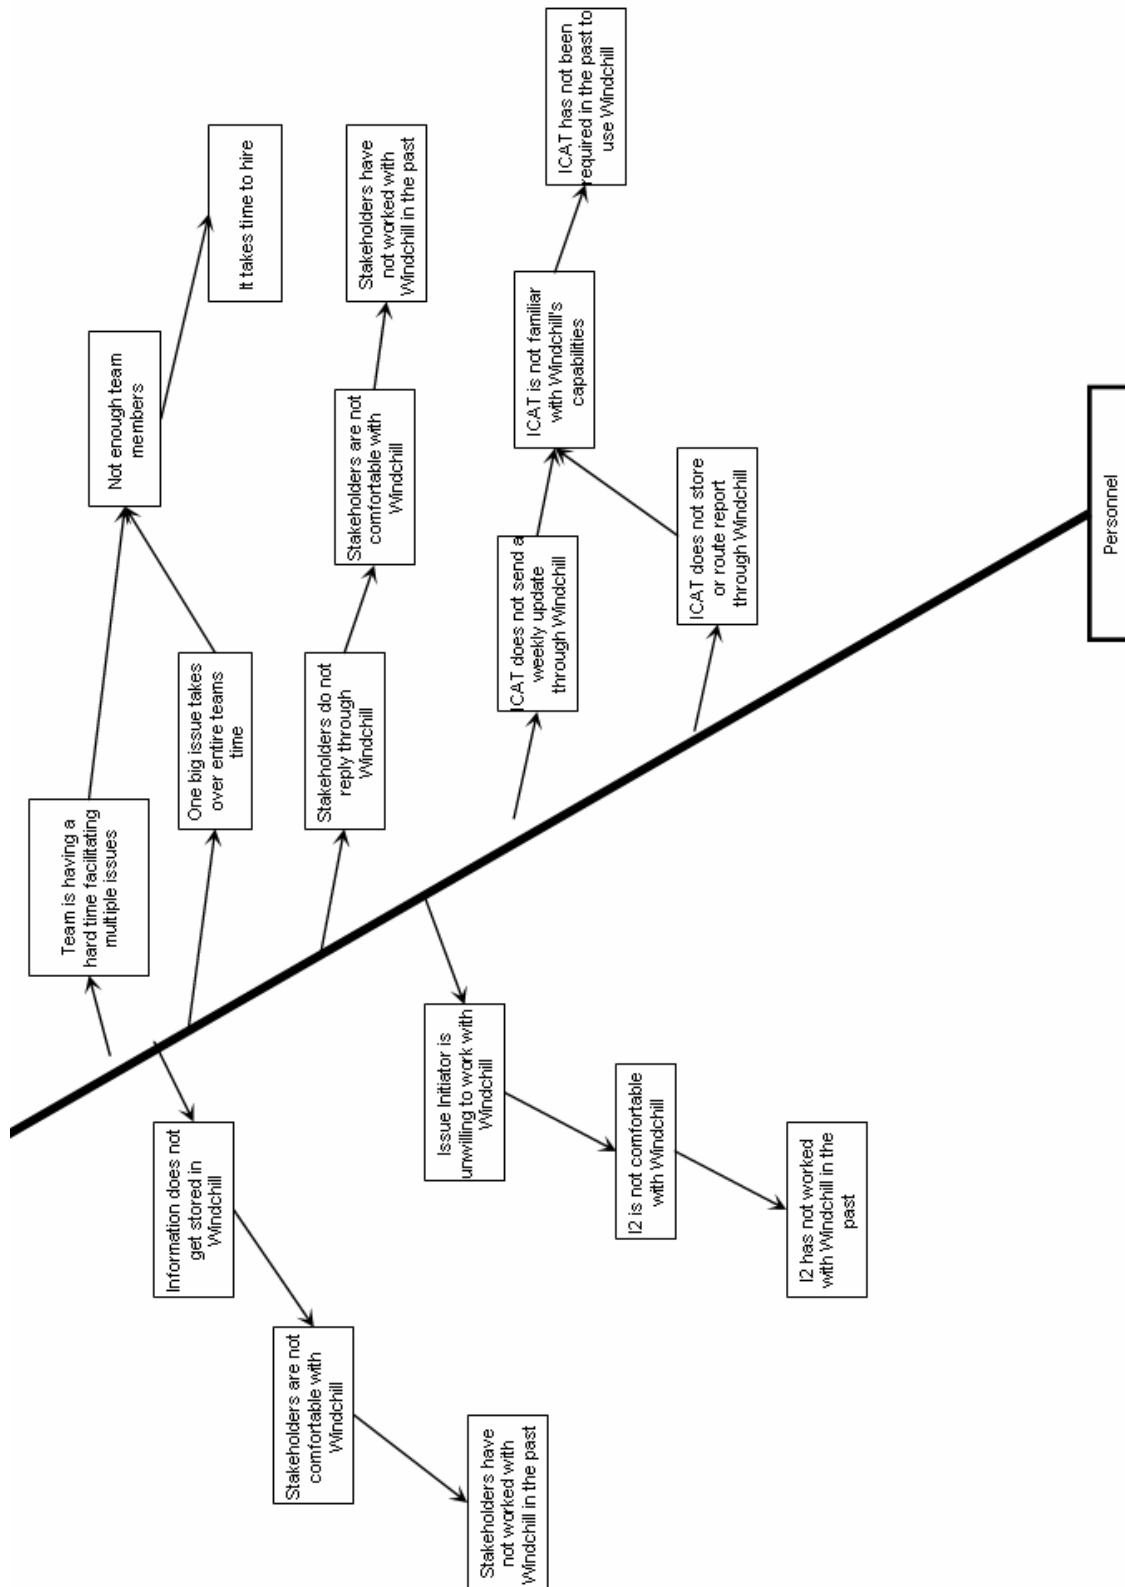 Team is having a
hard time facilitating
multiple issues
Not enough team
members
Information does not
get stored in
Windchill
One big issue takes
over entire teams
time
It takes time to hire
Stakeholders are not
comfortable with
Windchill
Stakeholders do not
reply through
Windchill
Stakeholders are not
comfortable with
Windchill
Stakeholders have
not worked with
Windchill in the past
Issue Initiator is
unwilling to work with
Windchill
Stakeholders have
not worked with
Windchill in the past
ICAT does not send a
weekly update
through Windchill
ICAT is not familiar
with Windchill's
capabilities
ICAT has not been
required in the past to
use Windchill
I2 is not comfortable
with Windchill
ICAT does not store
or route report
through Windchill
I2 has not worked
with Windchill in the
past
Personnel